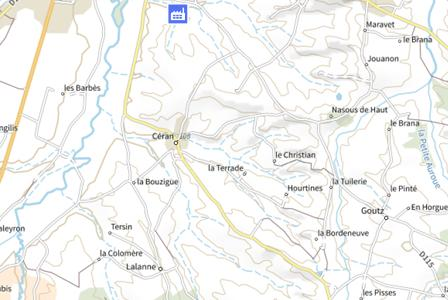 Maravet
le Brana
Jouanon
les Barbès
Nasous de Haut
le Brana
Céran
108
la Petite Auroue
le Christian
la Terrade
la Bouzigue
Hourtines
la Tuilerie
le Pinté
Goutz
En Horgue
Tersin
la Bordeneuve
la Colomère
Lalanne
D115
les Pisses